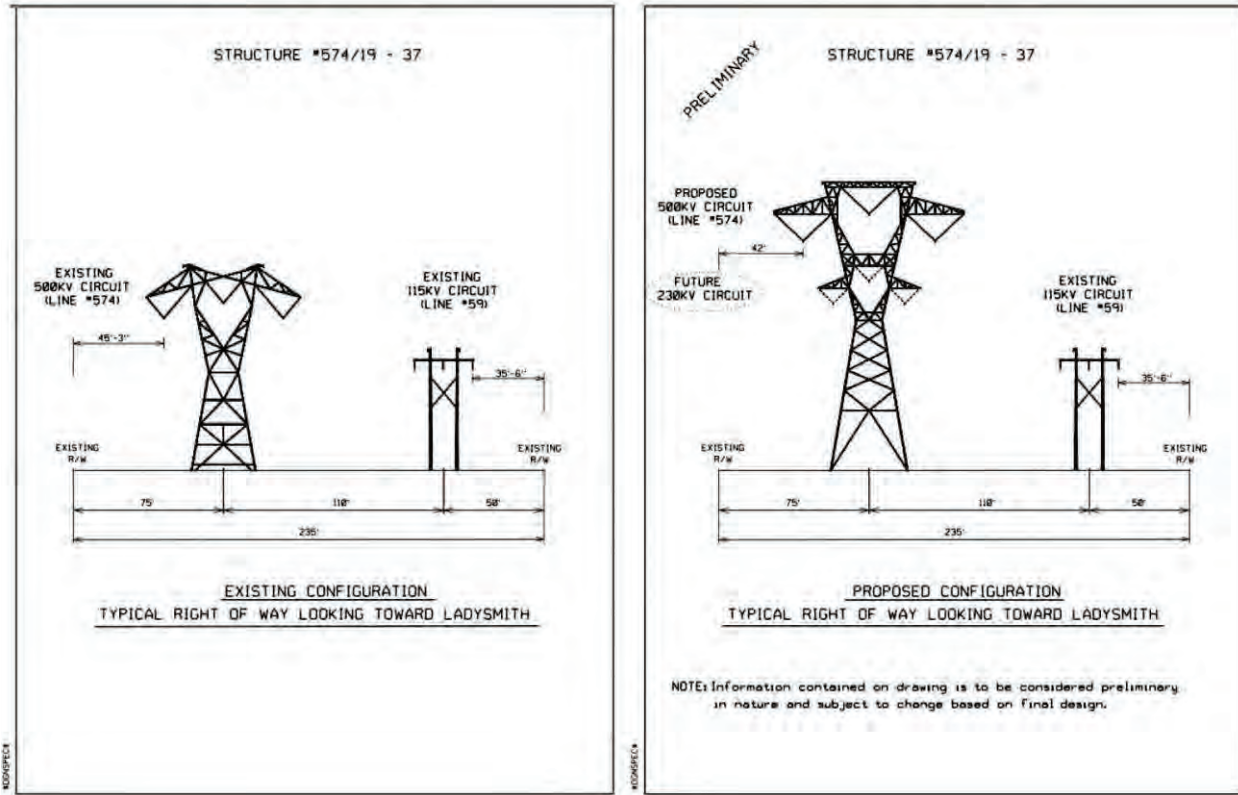 STRUCTURE #574/19 - 37
EXISTING
500KV CIRCUIT
(LINE #574)
EXISTING
115KV CIRCUIT
(LINE #59)
45'-3"
35'-6"
EXISTING
R/W
EXISTING
R/W
75'
110'
50'
235'
EXISTING CONFIGURATION
TYPICAL RIGHT OF WAY LOOKING TOWARD LADYSMITH
STRUCTURE #574/19 - 37
PRELIMINARY
PROPOSED
500KV CIRCUIT
(LINE #574)
42'
FUTURE
230KV CIRCUIT
EXISTING
115KV CIRCUIT
(LINE #59)
35'-6"
EXISTING
R/W
EXISTING
R/W
75'
110'
50'
235'
PROPOSED CONFIGURATION
TYPICAL RIGHT OF WAY LOOKING TOWARD LADYSMITH
NOTE: Information contained on drawing is to be considered preliminary
in nature and subject to change based on final design.